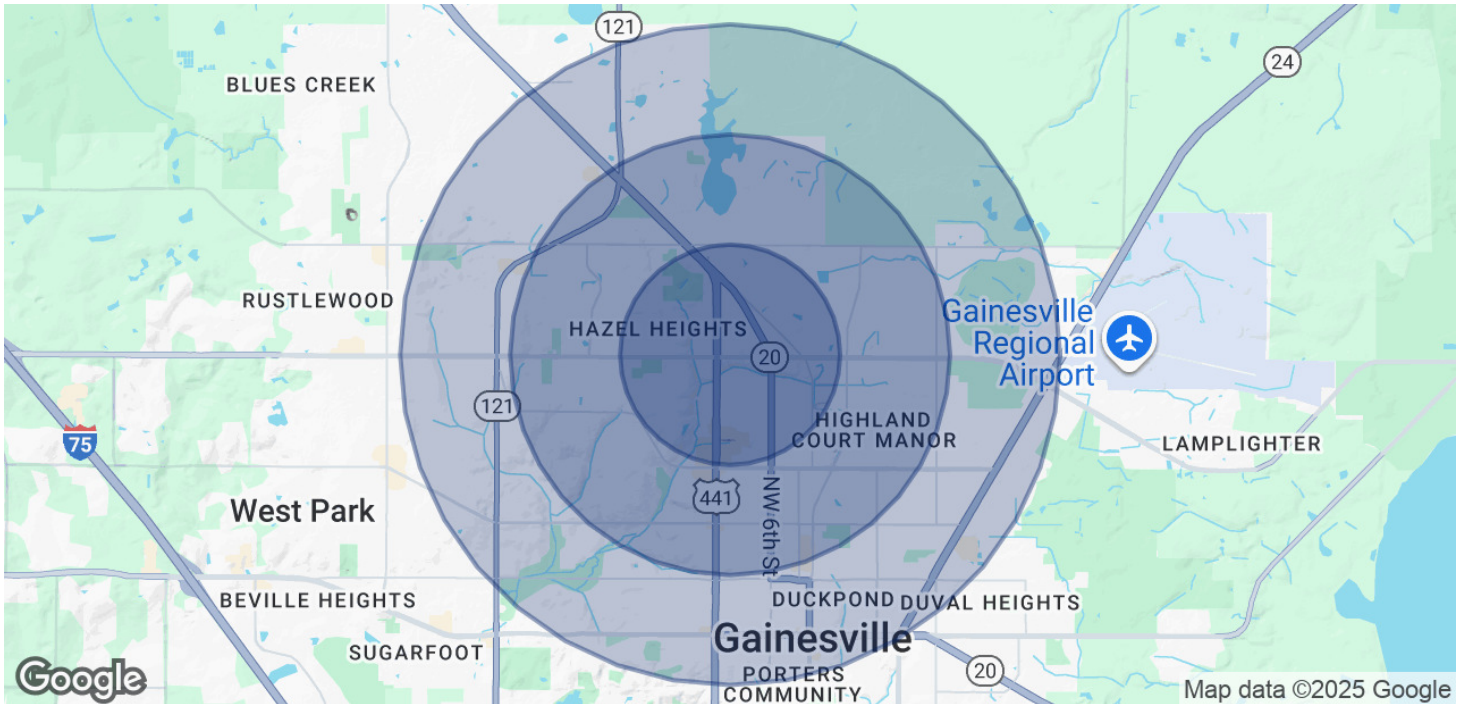 121
24
BLUES CREEK
RUSTLEWOOD
Gainesville
Regional
Airport
HAZEL HEIGHTS
20
121
HIGHLAND
COURT MANOR
75
LAMPLIGHTER
441
West Park
NW 6th St
BEVILLE HEIGHTS
DUCKPOND
DUVAL HEIGHTS
Gainesville
SUGARFOOT
PORTERS
COMMUNITY
20
Google
Map data ©2025 Google